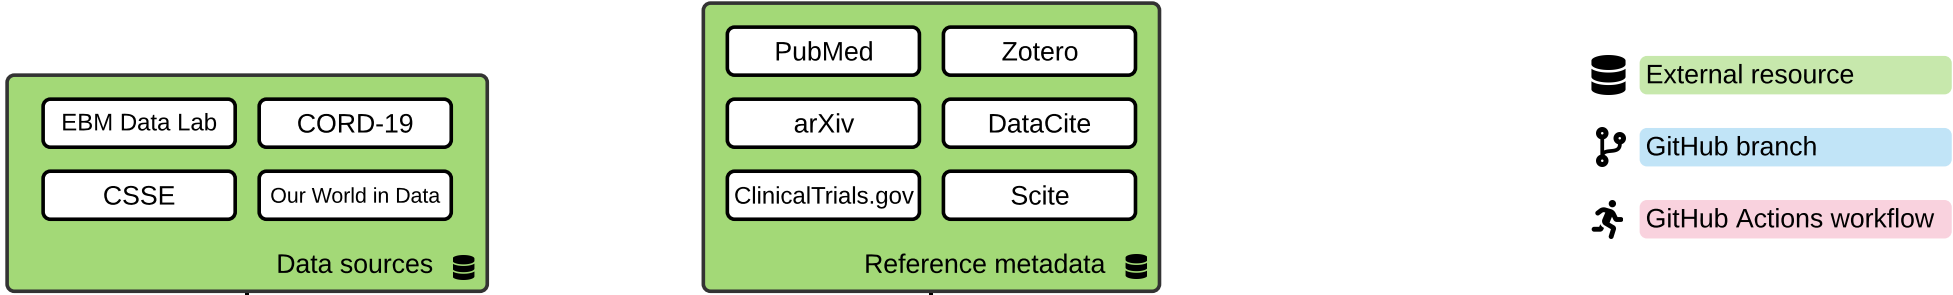 EBM Data Lab
CORD-19
CSSE
Our World in Data
Data sources
PubMed
Zotero
arXiv
DataCite
ClinicalTrials.gov
Scite
Reference metadata
External resource
GitHub branch
GitHub Actions workflow